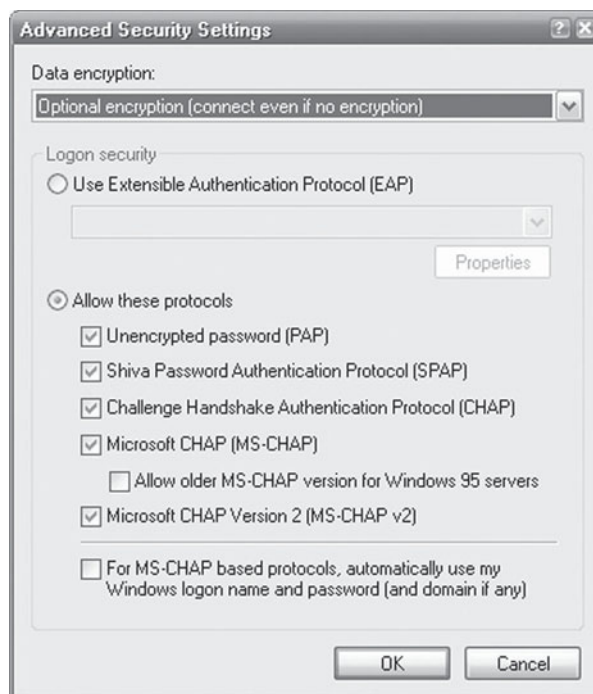 Advanced Security Settings
Data encryption:
Optional encryption (connect even if no encryption)
Logon security
Use Extensible Authentication Protocol (EAP)
Properties
Allow these protocols
Unencrypted password (PAP)
Shiva Password Authentication Protocol (SPAP)
Challenge Handshake Authentication Protocol (CHAP)
Microsoft CHAP (MS-CHAP)
Allow older MS-CHAP version for Windows 95 servers
Microsoft CHAP Version 2 (MS-CHAP v2)
For MS-CHAP based protocols, automatically use my
Windows logon name and password (and domain if any)
OK Cancel